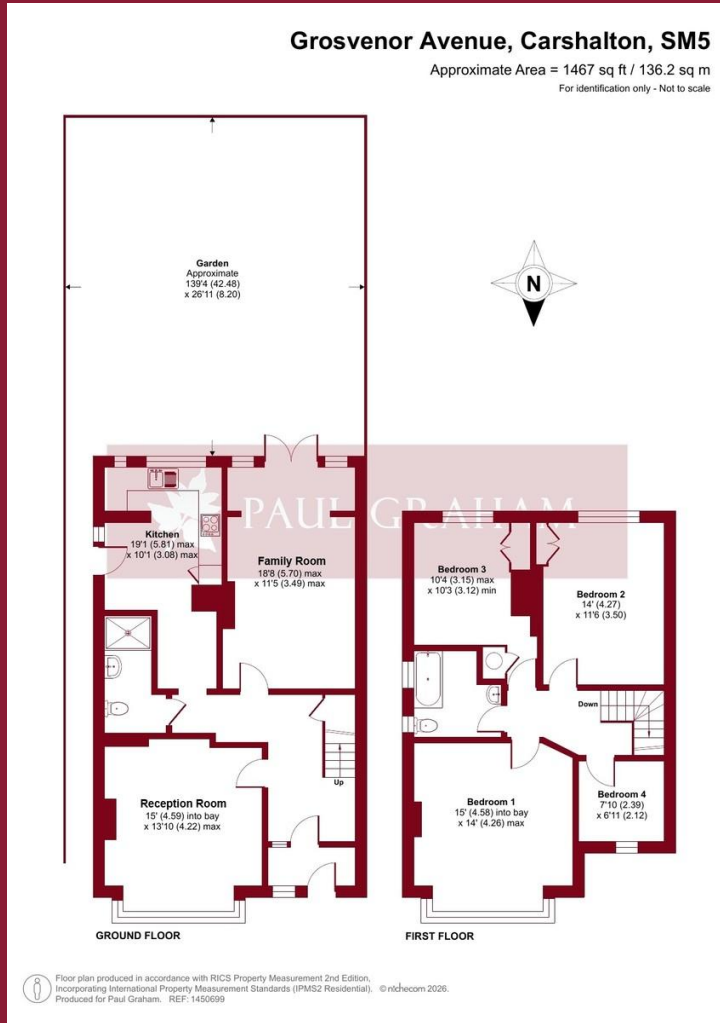 Grosvenor Avenue, Carshalton, SM5
Approximate Area = 1467 sq ft / 136.2 sq m
For identification only - Not to scale
Garden
Approximate
139'4 (42.48)
x 26'11 (8.20)
N
PAUL GRAHAM
Kitchen
19'1 (5.81) max
x 10'1 (3.08) max
Family Room
18'8 (5.70) max
x 11'5 (3.49) max
Reception Room
15' (4.59) into bay
x 13'10 (4.22) max
Up
GROUND FLOOR
Bedroom 3
10'4 (3.15) max
x 10'3 (3.12) min
Bedroom 2
14' (4.27)
x 11'6 (3.50)
Down
Bedroom 1
15' (4.58) into bay
x 14' (4.26) max
Bedroom 4
7'10 (2.39)
x 6'11 (2.12)
FIRST FLOOR
Floor plan produced in accordance with RICS Property Measurement 2nd Edition,
Incorporating International Property Measurement Standards (IPMS2 Residential). © nichecom 2026.
Produced for Paul Graham. REF: 1450699